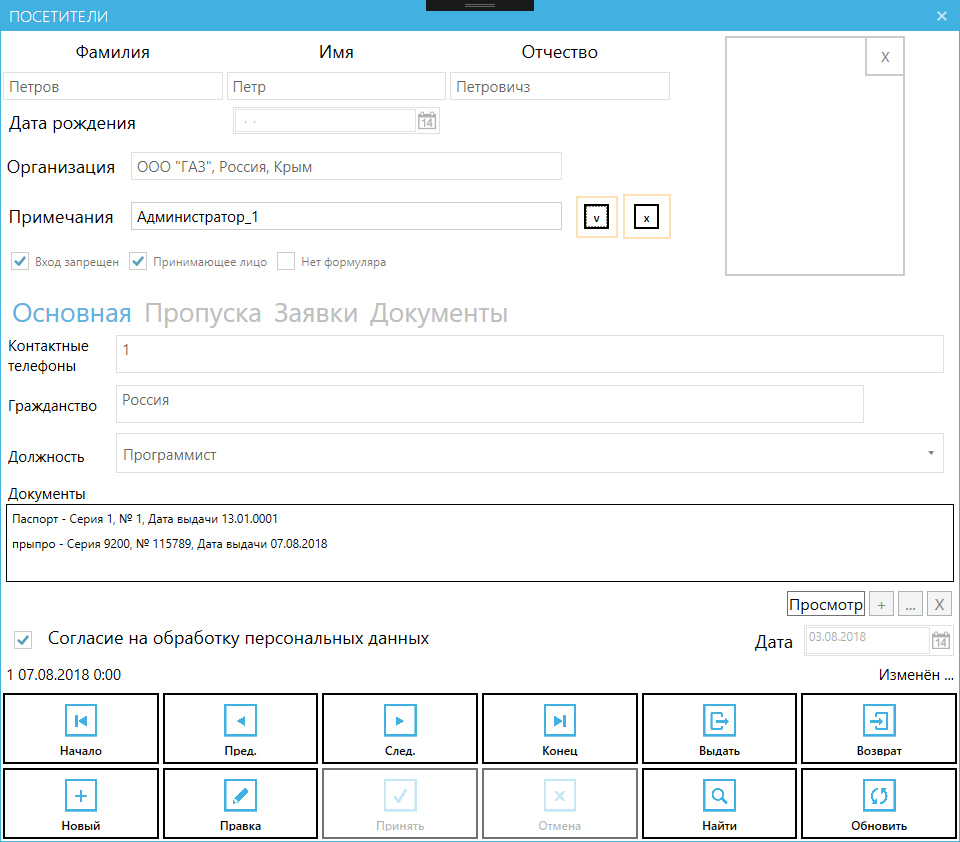 ПОСЕТИТЕЛИ
Фамилия Имя Отчество
X
Петров Петр Петровичз
Дата рождения . . 14
Организация ООО "ГАЗ", Россия, Крым
Примечания Администратор_1 v x
Вход запрещен Принимающее лицо Нет формуляра
Основная Пропуска Заявки Документы
Контактные телефоны 1
Гражданство Россия
Должность Программист
Документы
Паспорт - Серия 1, № 1, Дата выдачи 13.01.0001
прыпро - Серия 9200, № 115789, Дата выдачи 07.08.2018
Просмотр + ... X
Согласие на обработку персональных данных Дата 03.08.2018 14
1 07.08.2018 0:00 Изменён ...
Начало Пред. След. Конец Выдать Возврат
Новый Правка Принять Отмена Найти Обновить